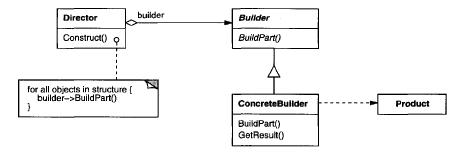 Director
builder
Builder
Construct()
BuildPart()
for all objects in structure {
builder->BuildPart()
}
ConcreteBuilder
Product
BuildPart()
GetResult()